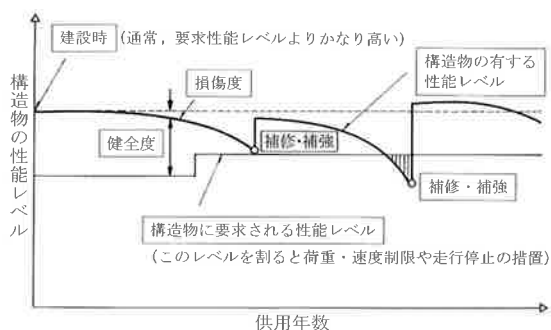 建設時 (通常，要求性能レベルよりかなり高い)
構造物の有する
性能レベル
損傷度
健全度
補修・補強
補修・補強
構造物に要求される性能レベル
(このレベルを割ると荷重・速度制限や走行停止の措置)
構造物の性能レベル
供用年数